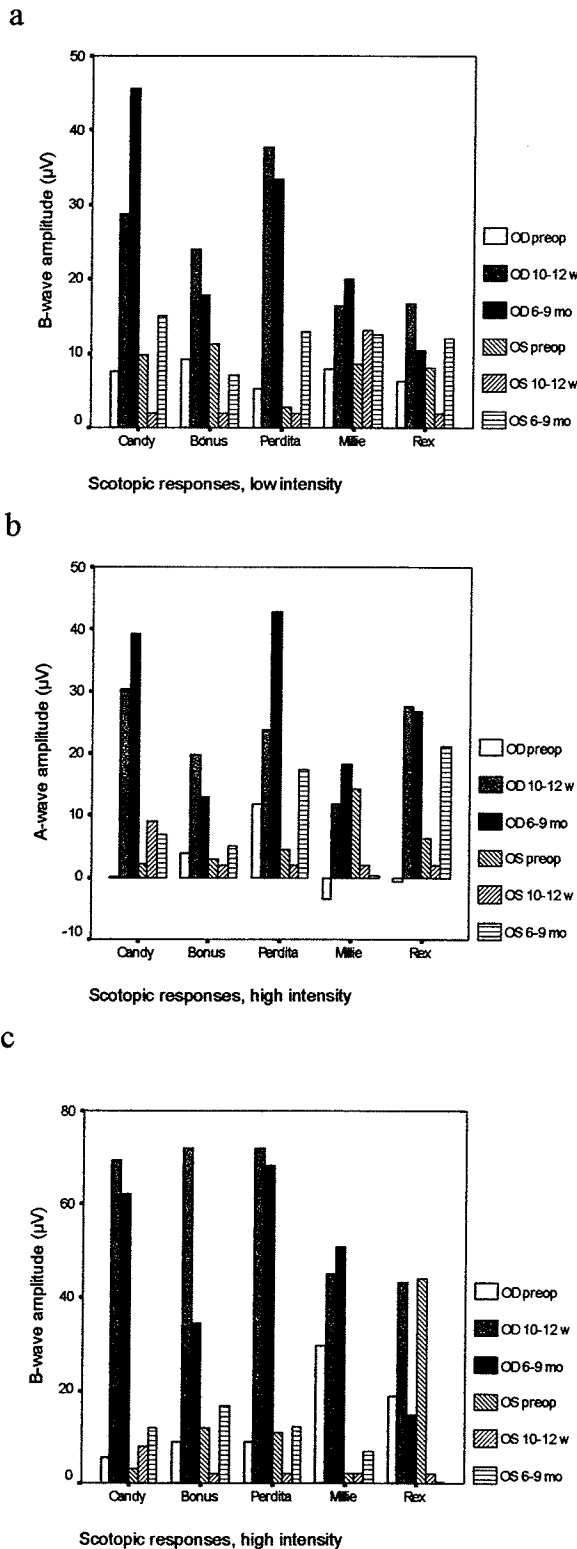 a
50
40
30
20
10
0
B-wave amplitude (µV)
Candy Bonus Perdita Millie Rex
OD preop
OD 10-12 w
OD 6-9 mo
OS preop
OS 10-12 w
OS 6-9 mo
Scotopic responses, low intensity
b
50
40
30
20
10
0
-10
A-wave amplitude (µV)
Candy Bonus Perdita Millie Rex
OD preop
OD 10-12 w
OD 6-9 mo
OS preop
OS 10-12 w
OS 6-9 mo
Scotopic responses, high intensity
c
80
60
40
20
0
B-wave amplitude (µV)
Candy Bonus Perdita Millie Rex
OD preop
OD 10-12 w
OD 6-9 mo
OS preop
OS 10-12 w
OS 6-9 mo
Scotopic responses, high intensity